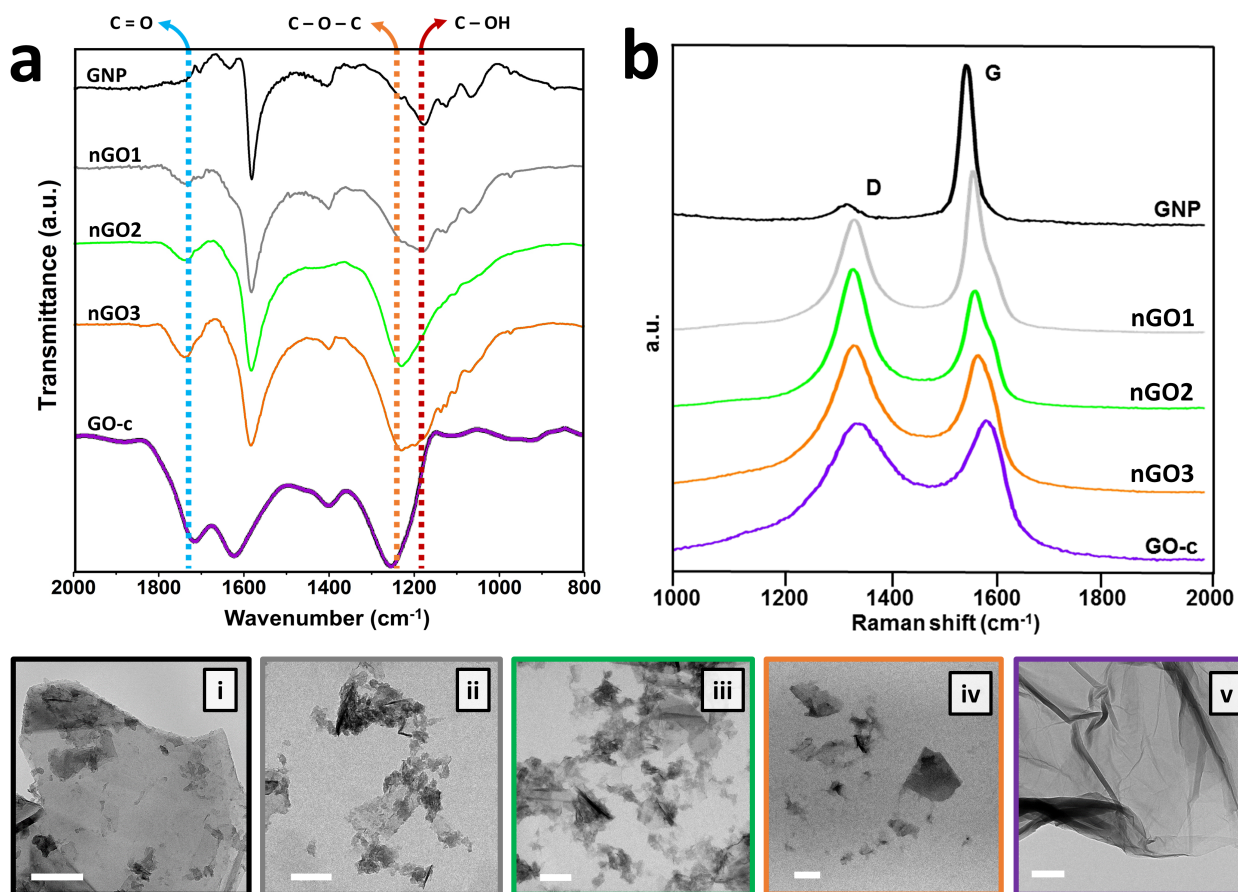 C = O
C – O – C
C – OH
a
GNP
nGO1
nGO2
nGO3
GO-c
Transmittance (a.u.)
2000 1800 1600 1400 1200 1000 800
Wavenumber (cm⁻¹)
b
G
D
GNP
nGO1
nGO2
nGO3
GO-c
a.u.
1000 1200 1400 1600 1800 2000
Raman shift (cm⁻¹)
i
ii
iii
iv
v